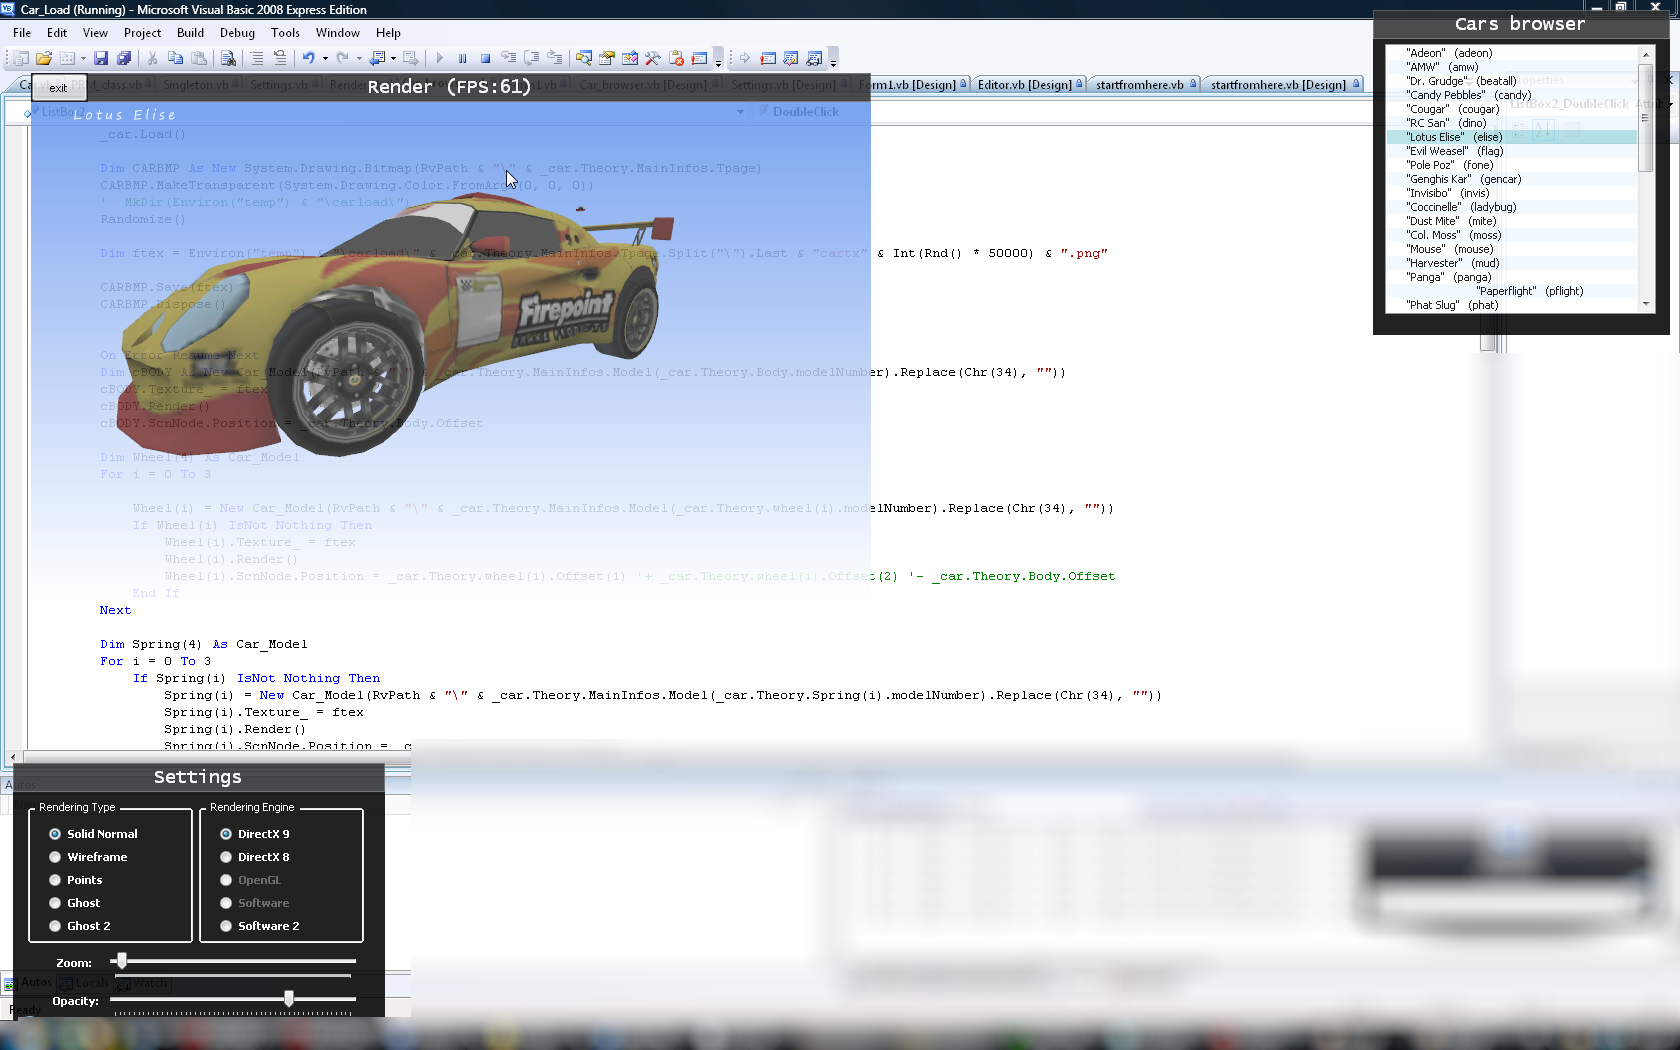 Car_Load (Running) - Microsoft Visual Basic 2008 Express Edition
File Edit View Project Build Debug Tools Window Help
exit
Render (FPS:61)
Singleton.vb Settings.vb Form1.vb [Design] Editor.vb [Design] startfromhere.vb startfromhere.vb [Design]
Lotus Elise
DoubleClick
_car.Load()
Dim CARBMP As New System.Drawing.Bitmap(RvPath & "\" & _car.Theory.MainInfos.Tpage)
CARBMP.MakeTransparent(System.Drawing.Color.FromArgb(0, 0, 0))
' MkDir(Environ("temp") & "\carload\")
Randomize()
Dim ftex = Environ("temp") & "\carload\" & _car.Theory.MainInfos.Tpage.Split("\").Last & "cartx" & Int(Rnd() * 50000) & ".png"
CARBMP.Save(ftex)
CARBMP.Dispose()
On Error Resume Next
Dim cBODY As New Car_Model(RvPath & "\" & _car.Theory.MainInfos.Model(_car.Theory.Body.modelNumber).Replace(Chr(34), ""))
cBODY.Texture_ = ftex
cBODY.Render()
cBODY.ScnNode.Position = _car.Theory.Body.Offset
Dim Wheel(4) As Car_Model
For i = 0 To 3
Wheel(i) = New Car_Model(RvPath & "\" & _car.Theory.MainInfos.Model(_car.Theory.wheel(i).modelNumber).Replace(Chr(34), ""))
If Wheel(i) IsNot Nothing Then
Wheel(i).Texture_ = ftex
Wheel(i).Render()
Wheel(i).ScnNode.Position = _car.Theory.wheel(i).Offset(1) '+ _car.Theory.wheel(i).Offset(2) '- _car.Theory.Body.Offset
End If
Next
Dim Spring(4) As Car_Model
For i = 0 To 3
If Spring(i) IsNot Nothing Then
Spring(i) = New Car_Model(RvPath & "\" & _car.Theory.MainInfos.Model(_car.Theory.Spring(i).modelNumber).Replace(Chr(34), ""))
Spring(i).Texture_ = ftex
Spring(i).Render()
Spring(i).ScnNode.Position = _c
Firepoint
Cars browser
"Adeon" (adeon)
"AMW" (amw)
"Dr. Grudge" (beatall)
"Candy Pebbles" (candy)
"Cougar" (cougar)
"RC San" (dino)
"Lotus Elise" (elise)
"Evil Weasel" (flag)
"Pole Poz" (fone)
"Genghis Kar" (gencar)
"Invisibo" (invis)
"Coccinelle" (ladybug)
"Dust Mite" (mite)
"Col. Moss" (moss)
"Mouse" (mouse)
"Harvester" (mud)
"Panga" (panga)
"Paperflight" (pflight)
"Phat Slug" (phat)
ListBox2_DoubleClick
Settings
Rendering Type
Solid Normal
Wireframe
Points
Ghost
Ghost 2
Rendering Engine
DirectX 9
DirectX 8
OpenGL
Software
Software 2
Zoom:
Opacity:
Autos
Autos Locals Watch
Ready